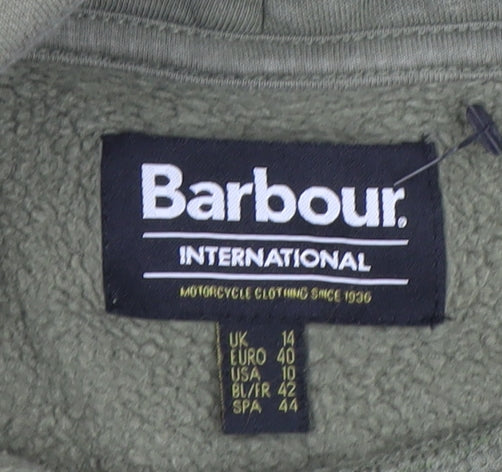 Barbour.
INTERNATIONAL
MOTORCYCLE CLOTHING SINCE 1936
UK 14
EURO 40
USA 10
BL/FR 42
SPA 44